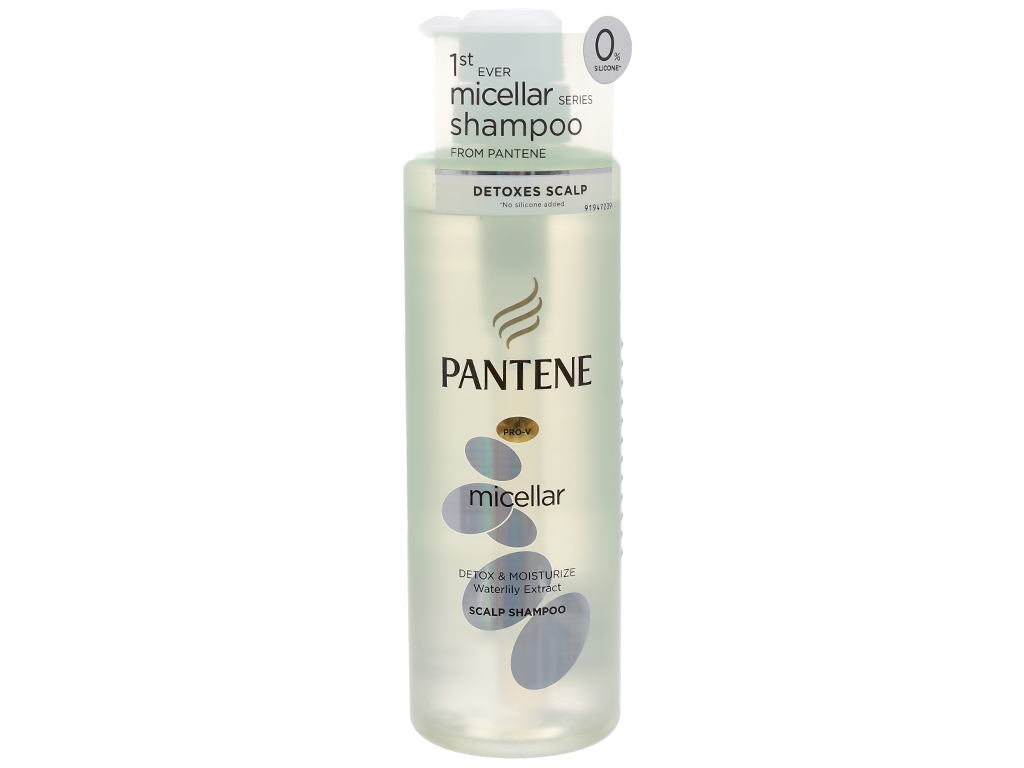 1st EVER
micellar SERIES
shampoo
FROM PANTENE
0%
SILICONE*
DETOXES SCALP
*No silicone added
91947239
PANTENE
PRO-V
micellar
DETOX & MOISTURIZE
Waterlily Extract
SCALP SHAMPOO